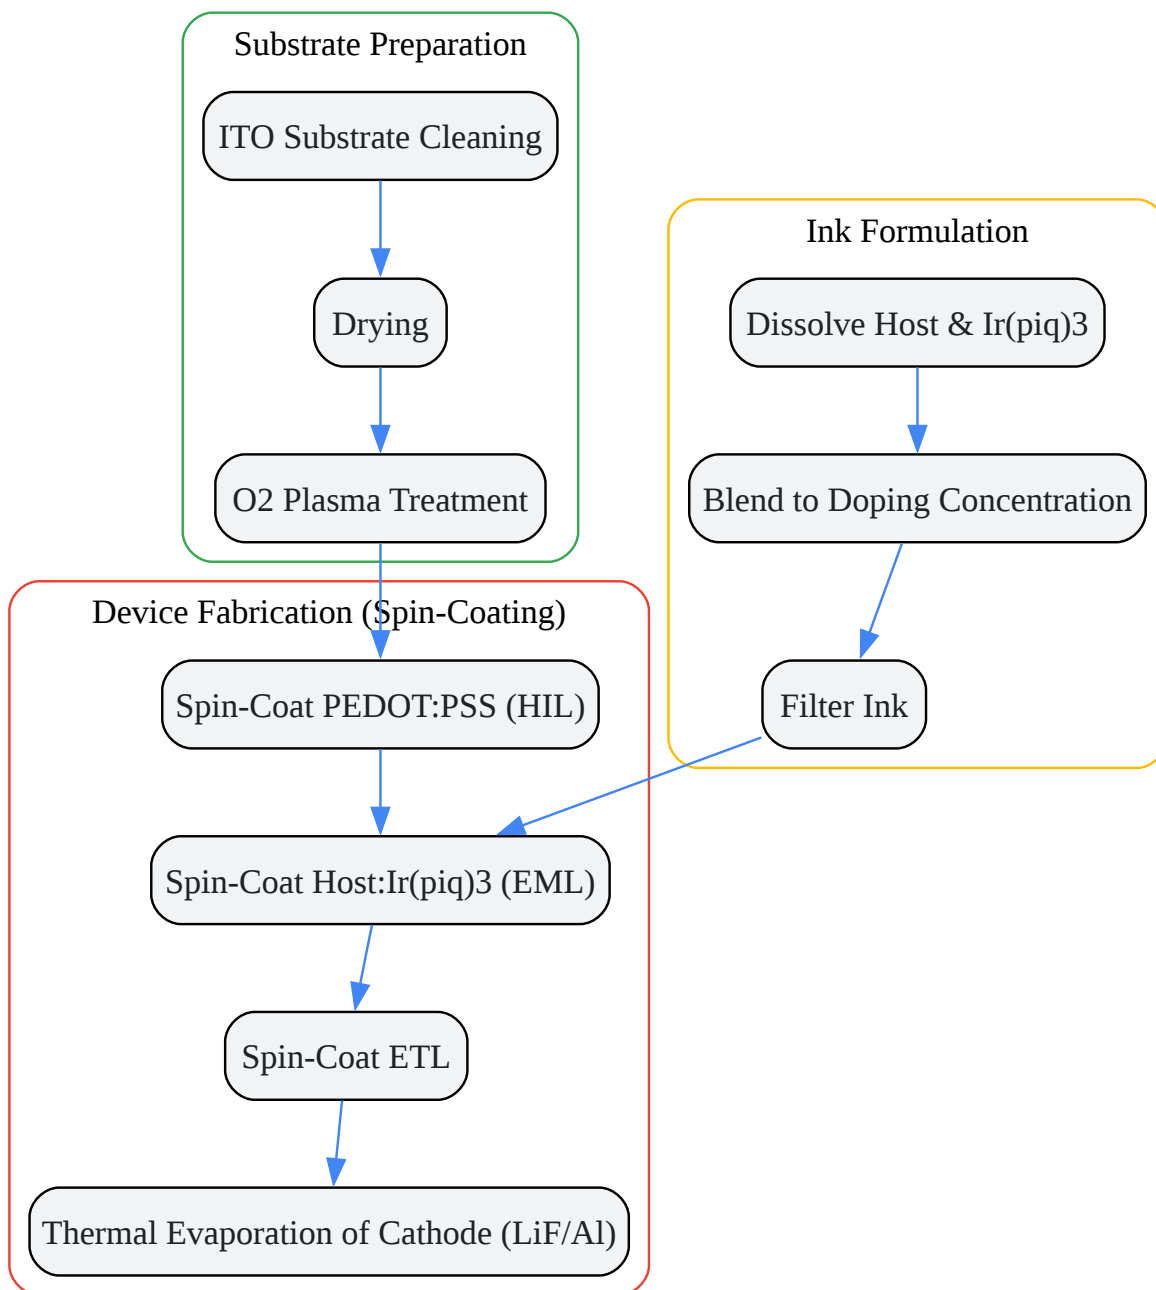 Substrate Preparation
ITO Substrate Cleaning
Drying
O2 Plasma Treatment
Ink Formulation
Dissolve Host & Ir(piq)3
Blend to Doping Concentration
Filter Ink
Device Fabrication (Spin-Coating)
Spin-Coat PEDOT:PSS (HIL)
Spin-Coat Host:Ir(piq)3 (EML)
Spin-Coat ETL
Thermal Evaporation of Cathode (LiF/Al)